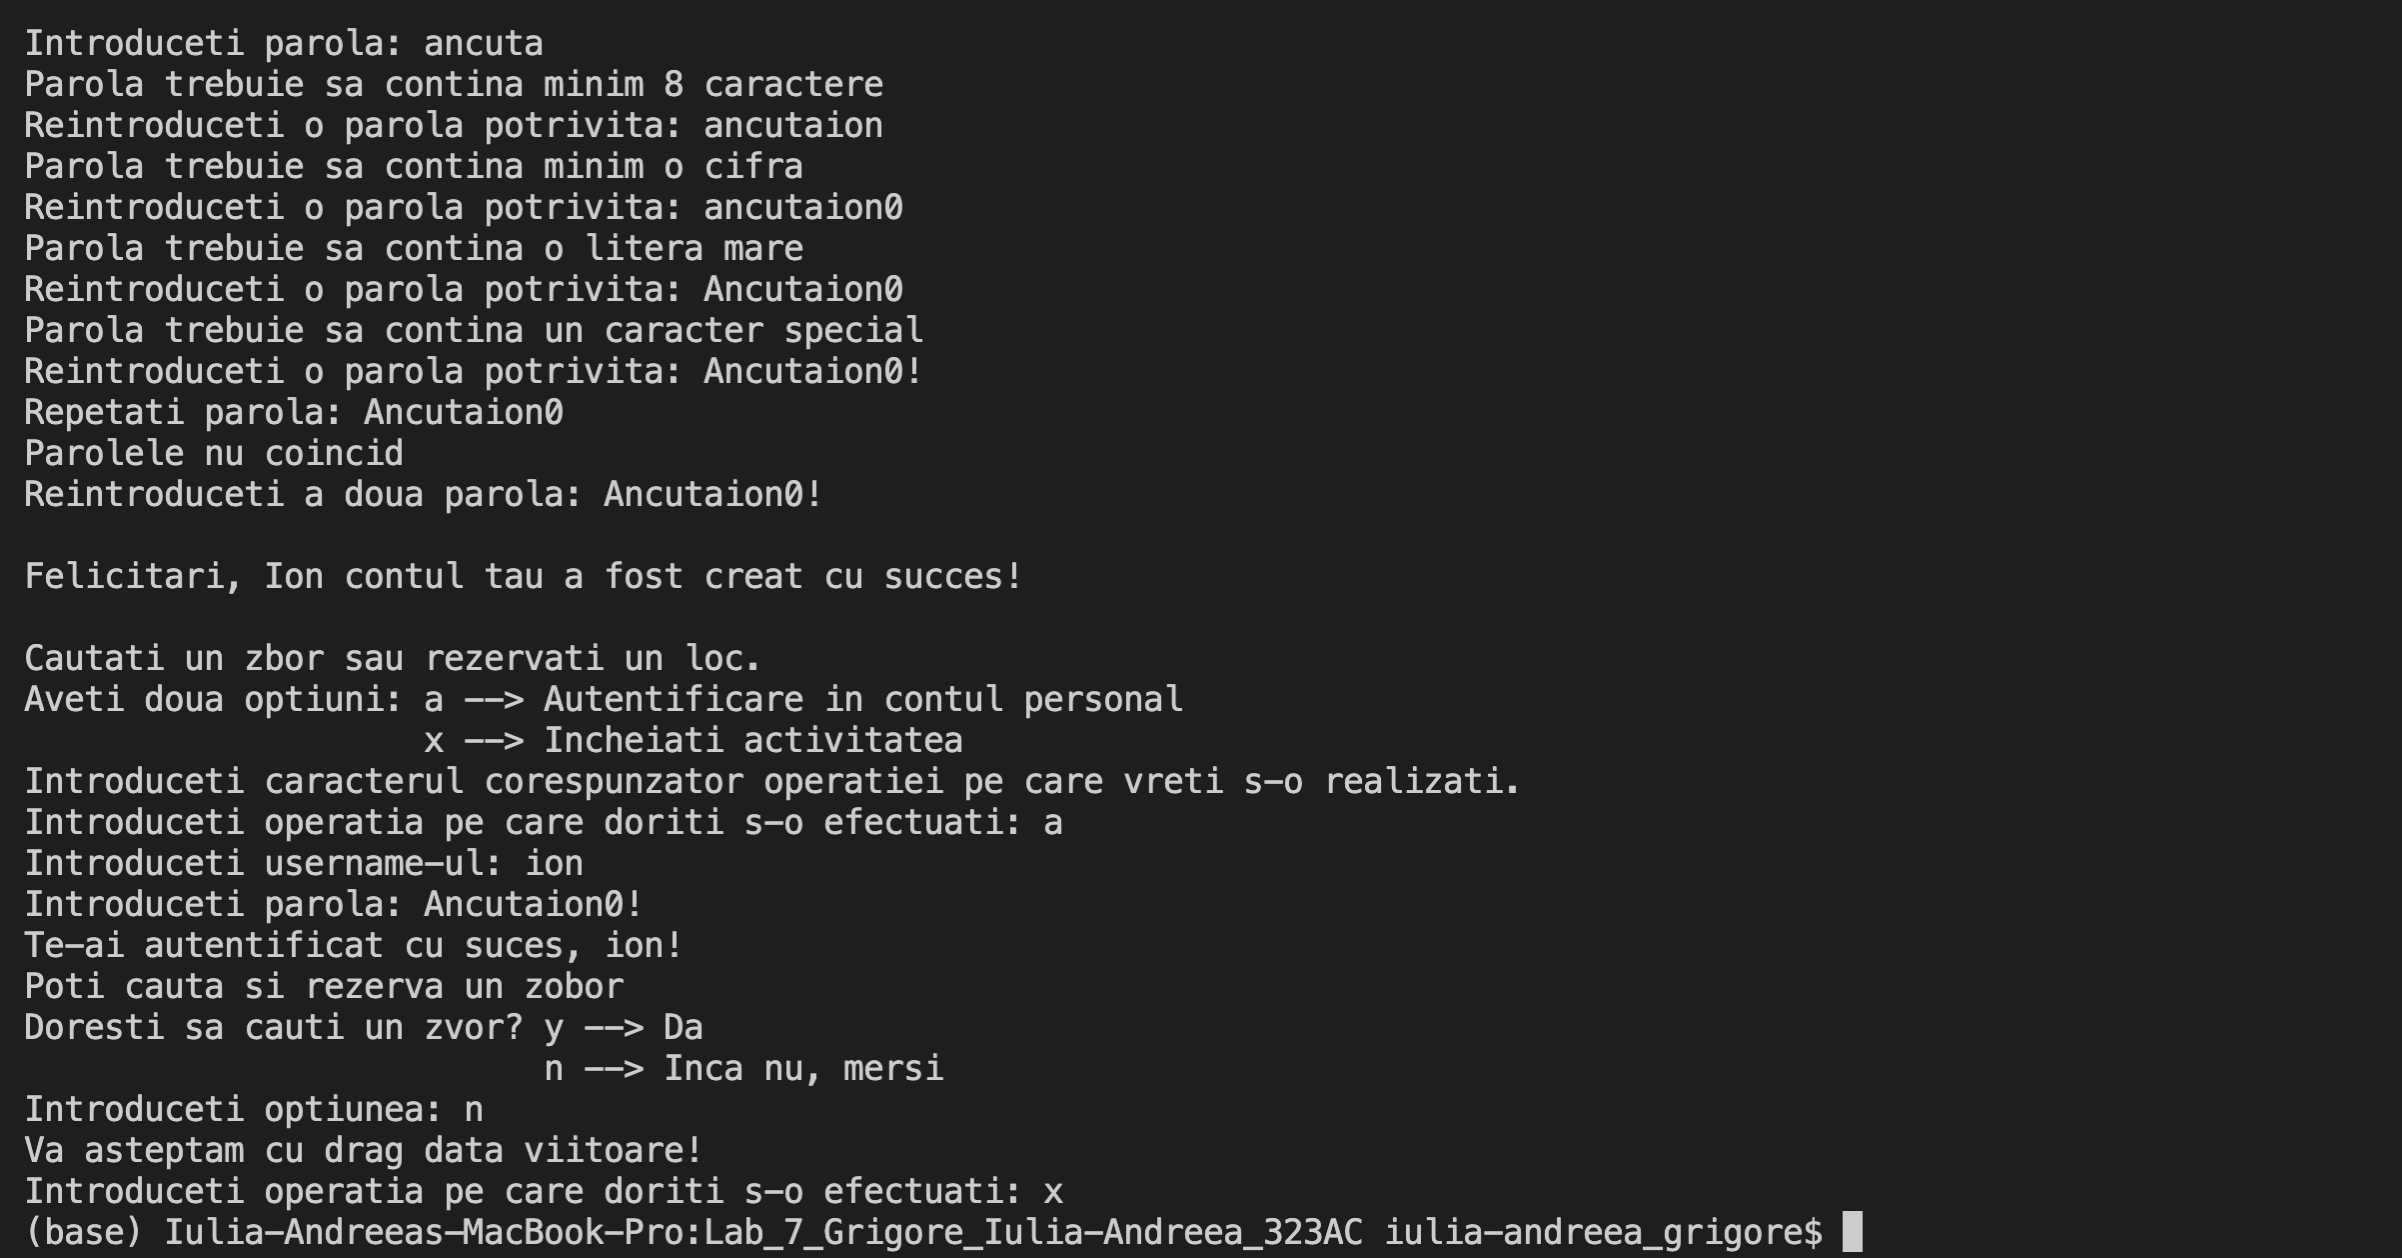 Introduceti parola: ancuta
Parola trebuie sa contina minim 8 caractere
Reintroduceti o parola potrivita: ancutaion
Parola trebuie sa contina minim o cifra
Reintroduceti o parola potrivita: ancutaion0
Parola trebuie sa contina o litera mare
Reintroduceti o parola potrivita: Ancutaion0
Parola trebuie sa contina un caracter special
Reintroduceti o parola potrivita: Ancutaion0!
Repetati parola: Ancutaion0
Parolele nu coincid
Reintroduceti a doua parola: Ancutaion0!
Felicitari, Ion contul tau a fost creat cu succes!
Cautati un zbor sau rezervati un loc.
Aveti doua optiuni: a --> Autentificare in contul personal
x --> Incheiati activitatea
Introduceti caracterul corespunzator operatiei pe care vreti s-o realizati.
Introduceti operatia pe care doriti s-o efectuati: a
Introduceti username-ul: ion
Introduceti parola: Ancutaion0!
Te-ai autentificat cu suces, ion!
Poti cauta si rezerva un zobor
Doresti sa cauti un zvor? y --> Da
n --> Inca nu, mersi
Introduceti optiunea: n
Va asteptam cu drag data viitoare!
Introduceti operatia pe care doriti s-o efectuati: x
(base) Iulia-Andreeas-MacBook-Pro:Lab_7_Grigore_Iulia-Andreea_323AC iulia-andreea_grigore$